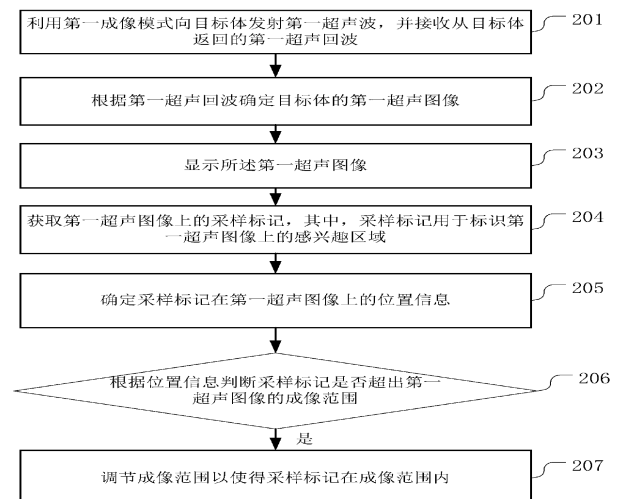 利用第一成像模式向目标体发射第一超声波，并接收从目标体
返回的第一超声回波
201
根据第一超声回波确定目标体的第一超声图像
202
显示所述第一超声图像
203
获取第一超声图像上的采样标记，其中，采样标记用于标识第
一超声图像上的感兴趣区域
204
确定采样标记在第一超声图像上的位置信息
205
根据位置信息判断采样标记是否超出第一
超声图像的成像范围
206
是
调节成像范围以使得采样标记在成像范围内
207